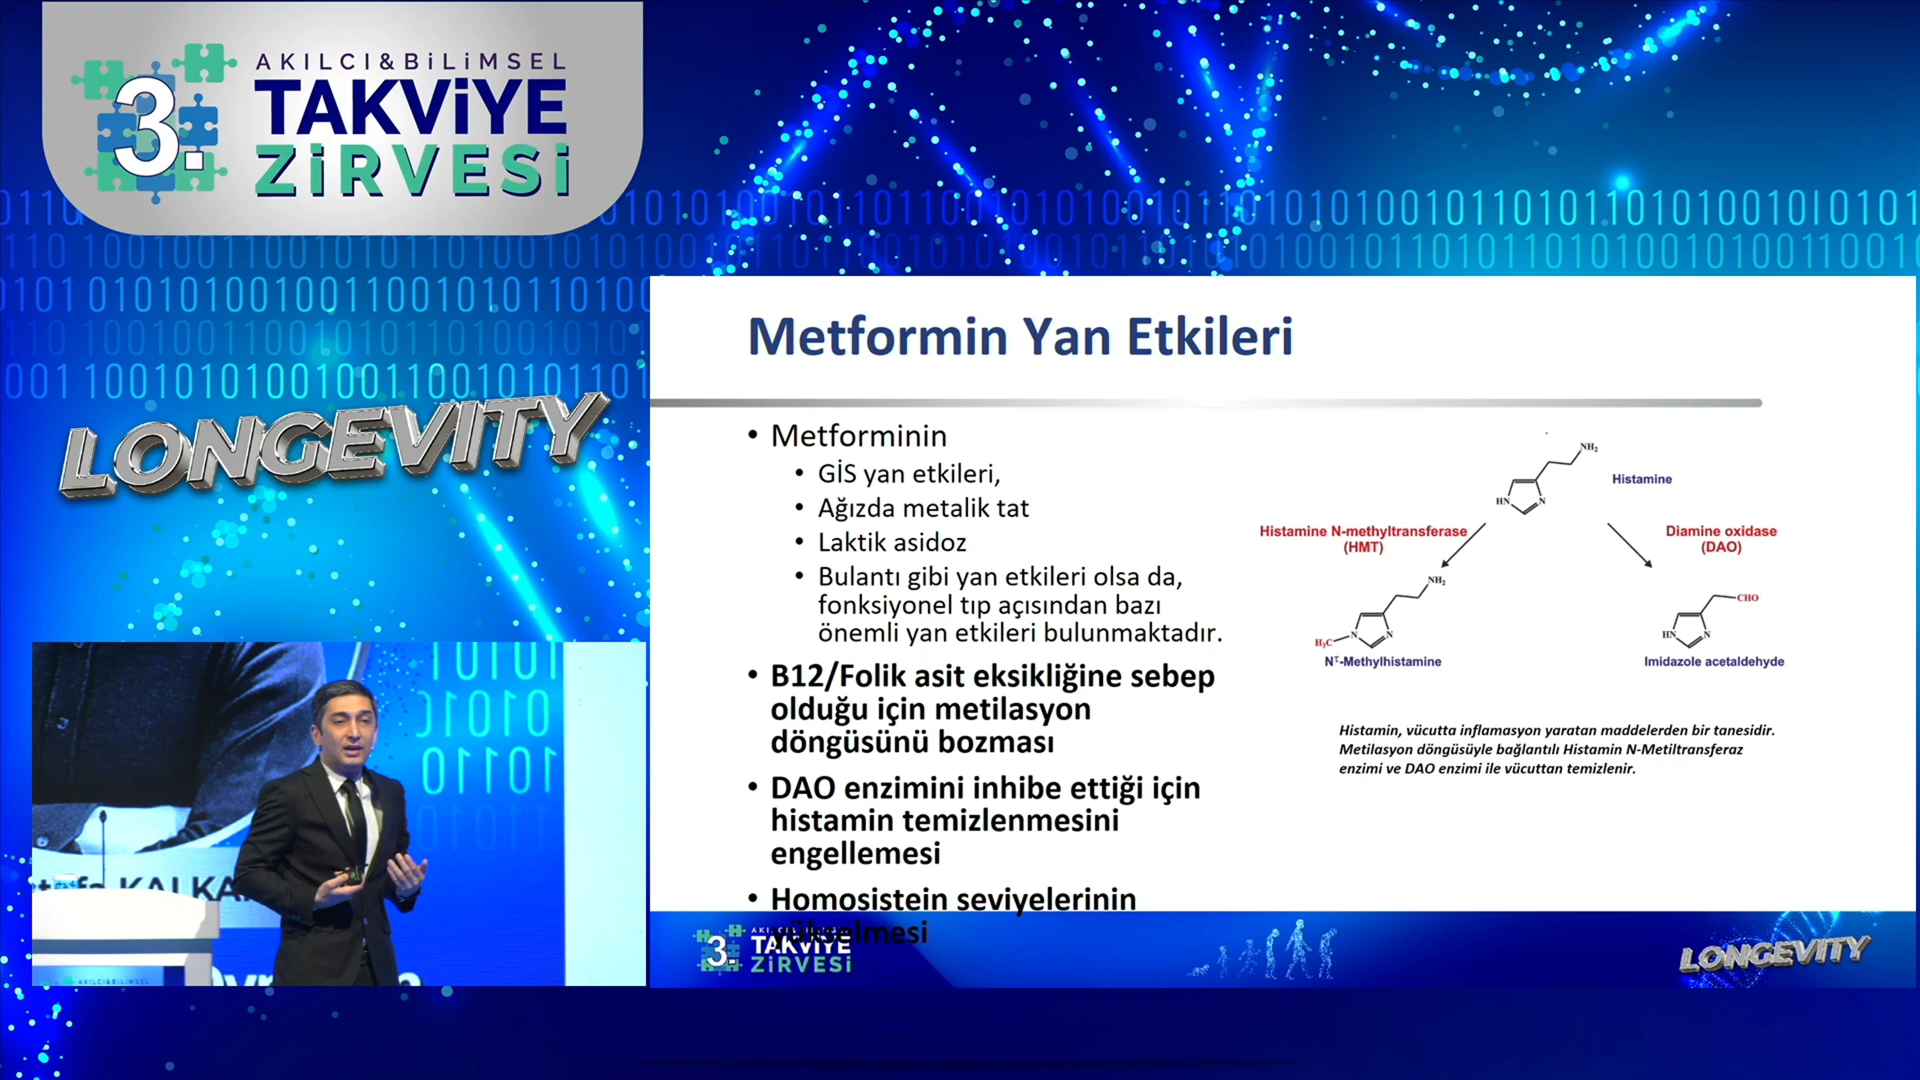 AKILCI&BİLİMSEL
3. TAKVİYE
ZİRVESİ
LONGEVITY
Metformin Yan Etkileri
• Metforminin
• GİS yan etkileri,
• Ağızda metalik tat
• Laktik asidoz
• Bulantı gibi yan etkileri olsa da,
fonksiyonel tıp açısından bazı
önemli yan etkileri bulunmaktadır.
• B12/Folik asit eksikliğine sebep
olduğu için metilasyon
döngüsünü bozması
• DAO enzimini inhibe ettiği için
histamin temizlenmesini
engellemesi
• Homosistein seviyelerinin
yükselmesi
NH₂
HN N
Histamine
Histamine N-methyltransferase
(HMT)
Diamine oxidase
(DAO)
NH₂
H₃C N N
Nᵀ-Methylhistamine
CHO
HN N
Imidazole acetaldehyde
Histamin, vücutta inflamasyon yaratan maddelerden bir tanesidir.
Metilasyon döngüsüyle bağlantılı Histamin N-Metiltransferaz
enzimi ve DAO enzimi ile vücuttan temizlenir.
3. TAKVİYE
ZİRVESİ
LONGEVITY